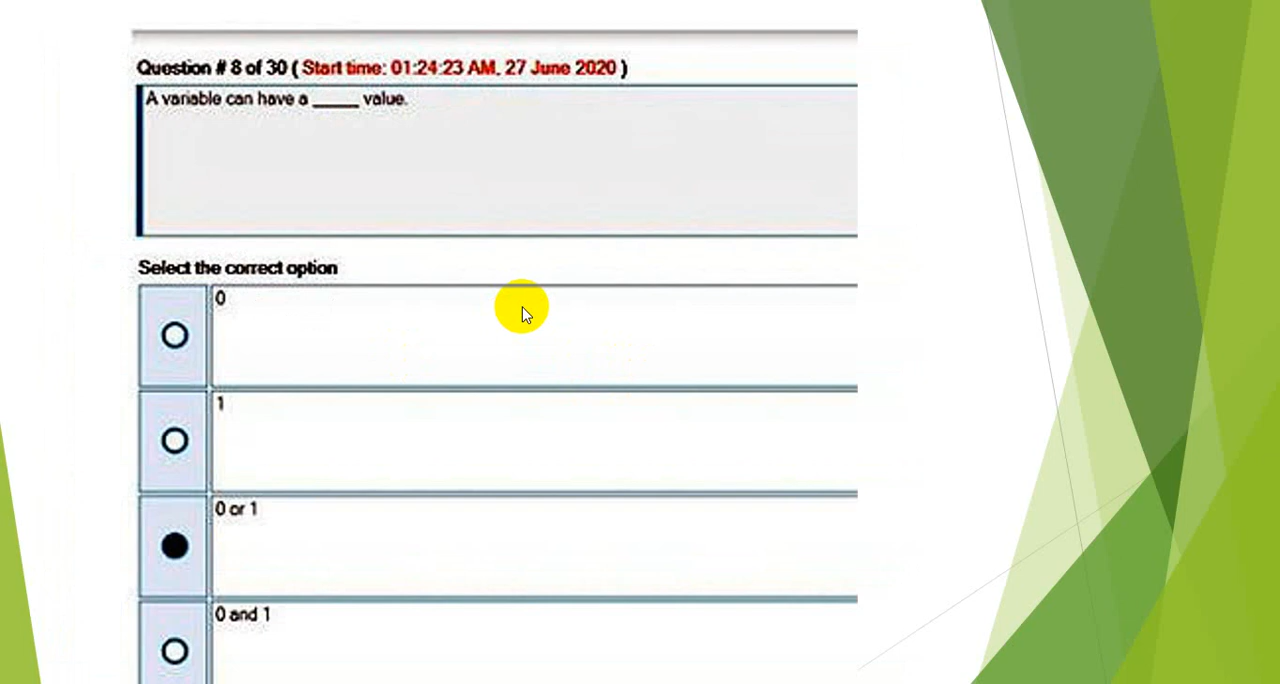 Question # 8 of 30 ( Start time: 01:24:23 AM, 27 June 2020 )
A variable can have a _____ value.
Select the correct option
0
1
0 or 1
0 and 1